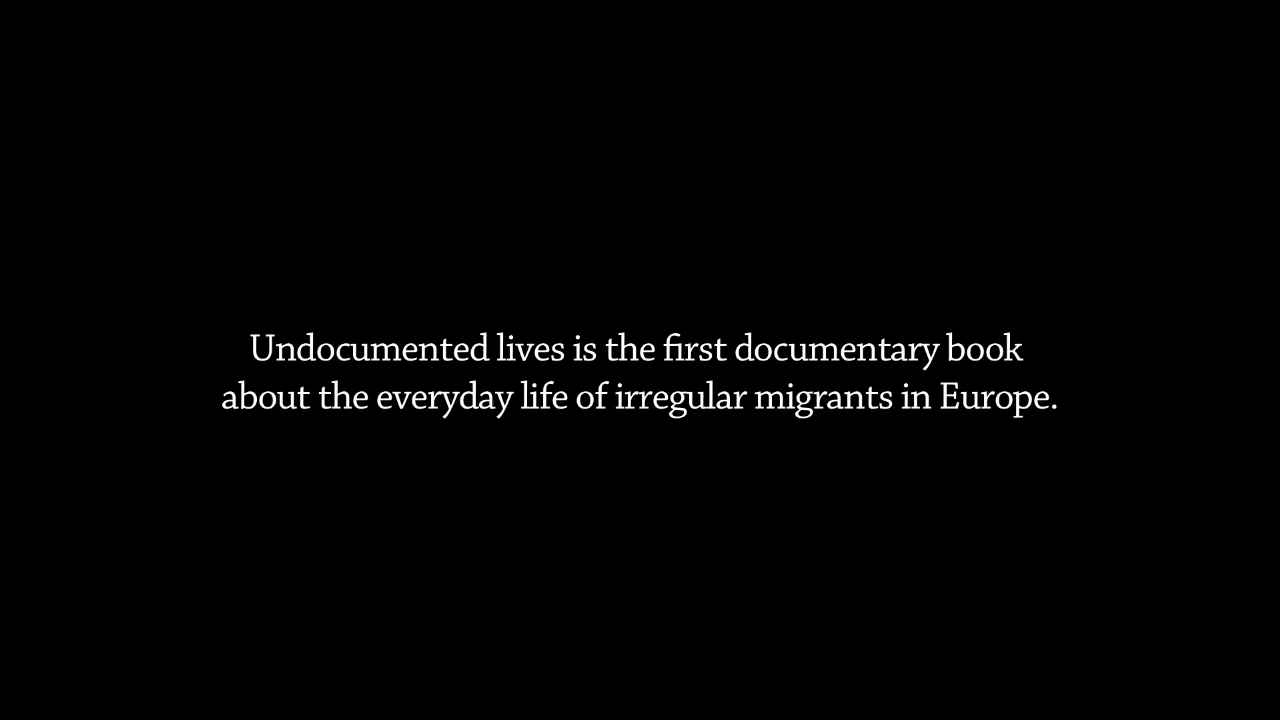 Undocumented lives is the first documentary book
about the everyday life of irregular migrants in Europe.